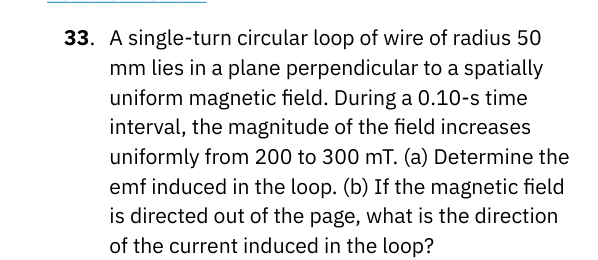 33. A single-turn circular loop of wire of radius 50
mm lies in a plane perpendicular to a spatially
uniform magnetic field. During a 0.10-s time
interval, the magnitude of the field increases
uniformly from 200 to 300 mT. (a) Determine the
emf induced in the loop. (b) If the magnetic field
is directed out of the page, what is the direction
of the current induced in the loop?